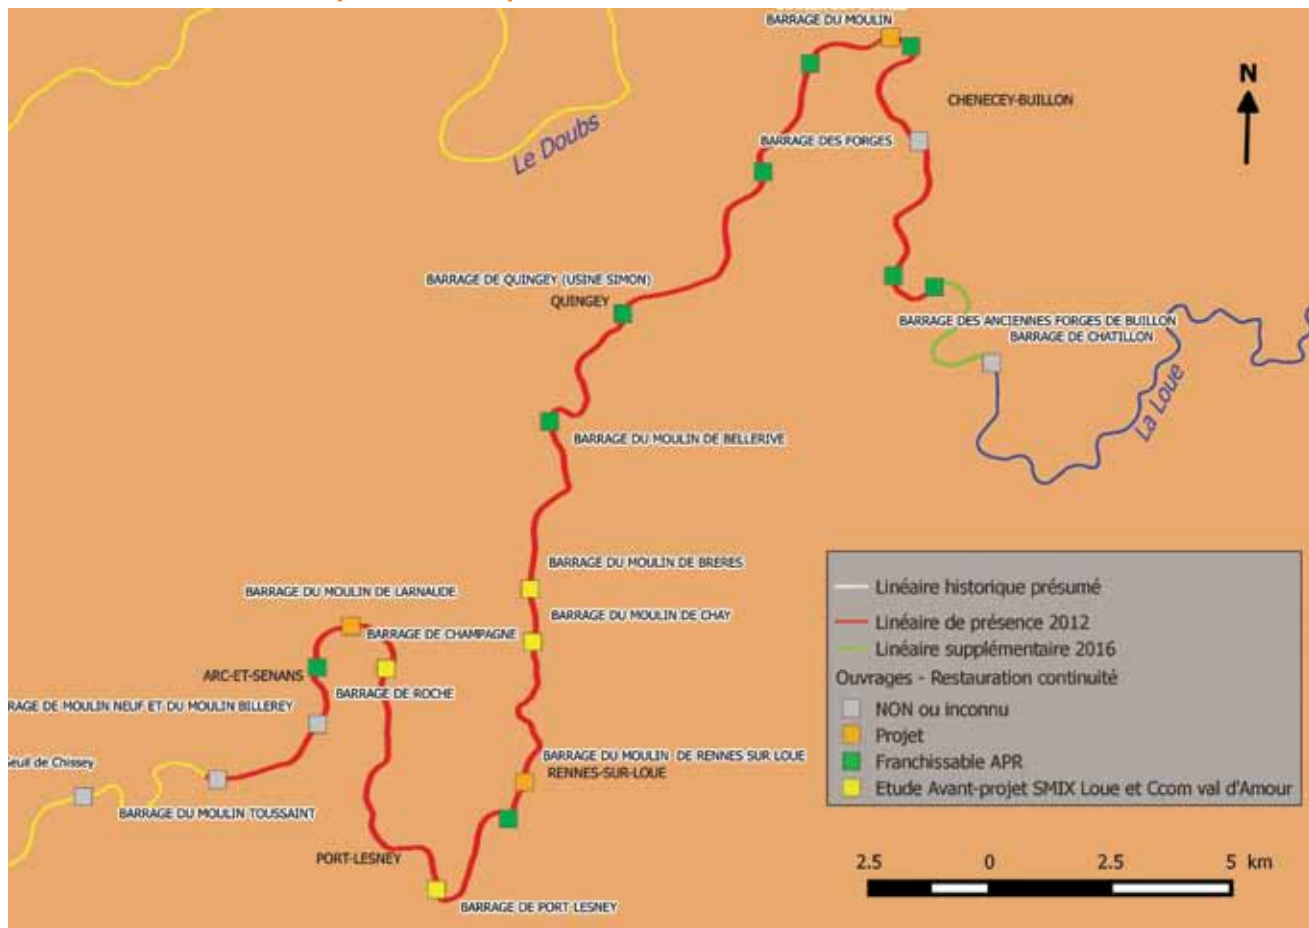 BARRAGE DU MOULIN
N
CHENECEY-BUILLON
Le Doubs
BARRAGE DES FORGES
BARRAGE DE QUINGEY (USINE SIMON)
QUINGEY
BARRAGE DES ANCIENNES FORGES DE BUILLON
BARRAGE DE CHATILLON
La Loue
BARRAGE DU MOULIN DE BELLERIVE
BARRAGE DU MOULIN DE BRERES
BARRAGE DU MOULIN DE LARNAUDE
BARRAGE DU MOULIN DE CHAY
BARRAGE DE CHAMPAGNE
ARC-ET-SENANS
BARRAGE DE ROCHE
RAGE DE MOULIN NEUF ET DU MOULIN BILLEREY
BARRAGE DU MOULIN DE RENNES SUR LOUE
RENNES-SUR-LOUE
Seuil de Chissey
BARRAGE DU MOULIN TOUSSAINT
PORT-LESNEY
BARRAGE DE PORT-LESNEY
Linéaire historique présumé
Linéaire de présence 2012
Linéaire supplémentaire 2016
Ouvrages - Restauration continuité
NON ou inconnu
Projet
Franchissable APR
Etude Avant-projet SMIX Loue et Ccom val d'Amour
2.5 0 2.5 5 km